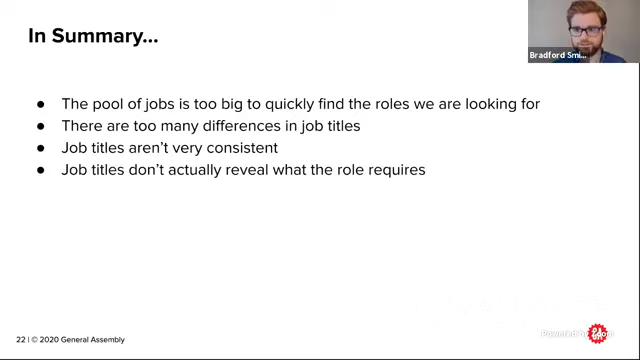 In Summary...
Bradford Smi...
● The pool of jobs is too big to quickly find the roles we are looking for
● There are too many differences in job titles
● Job titles aren't very consistent
● Job titles don't actually reveal what the role requires
Powered by
22 | © 2020 General Assembly